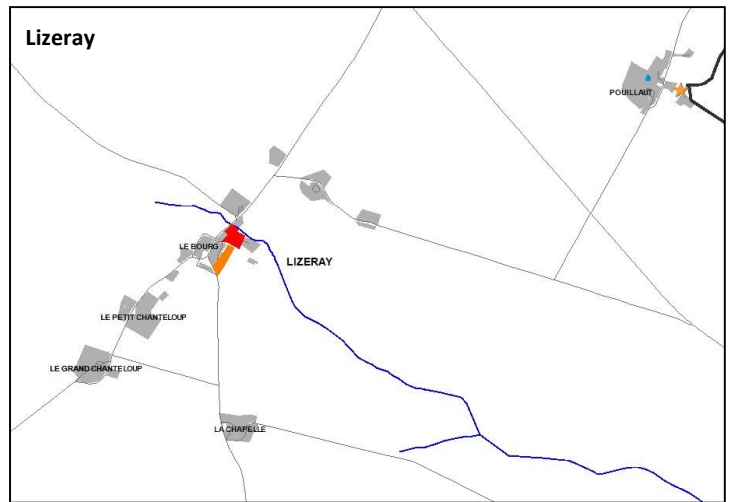 Lizeray
POUILLAUT
LE BOURG
LIZERAY
LE PETIT CHANTELOUP
LE GRAND CHANTELOUP
LA CHAPELLE